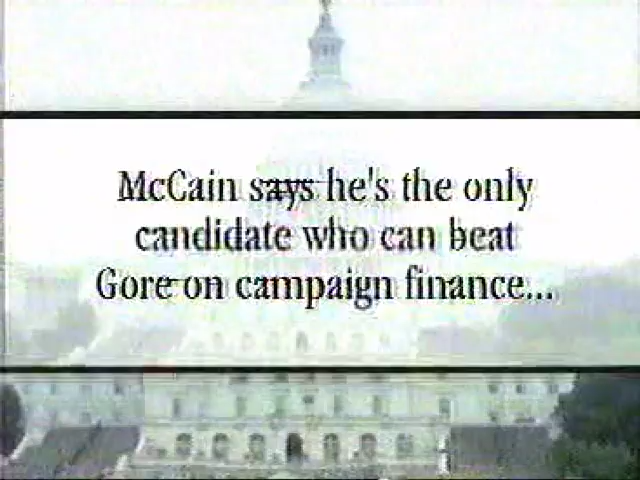 McCain says he's the only
candidate who can beat
Gore on campaign finance...